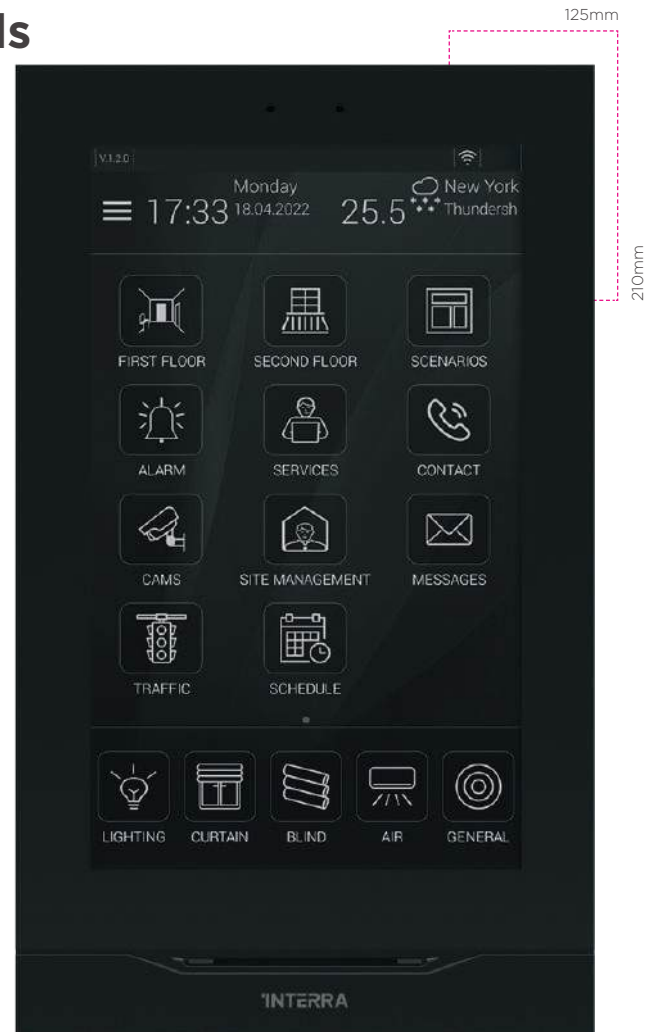 ls
125mm
210mm
V.1.2.0
17:33
Monday
18.04.2022
25.5
New York
Thundersh
FIRST FLOOR
SECOND FLOOR
SCENARIOS
ALARM
SERVICES
CONTACT
CAMS
SITE MANAGEMENT
MESSAGES
TRAFFIC
SCHEDULE
LIGHTING
CURTAIN
BLIND
AIR
GENERAL
INTERRA